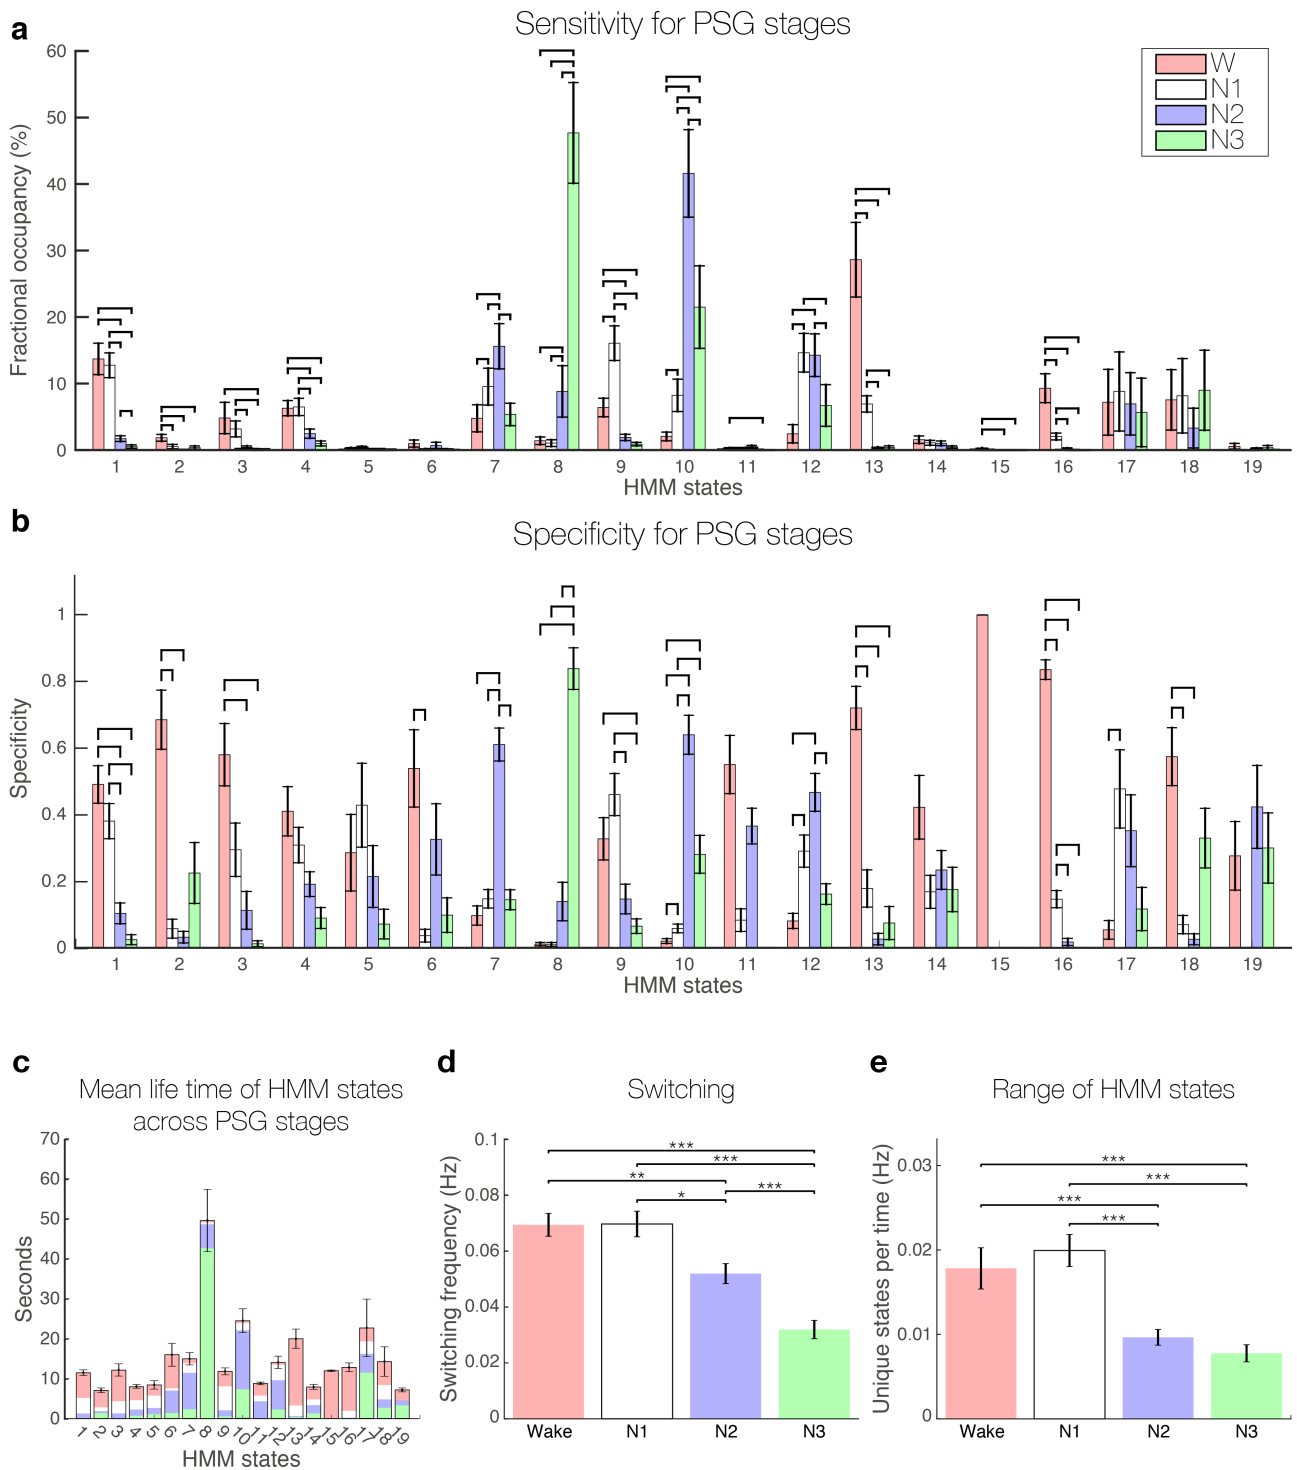 a
Sensitivity for PSG stages
Fractional occupancy (%)
60
50
40
30
20
10
0
W
N1
N2
N3
1 2 3 4 5 6 7 8 9 10 11 12 13 14 15 16 17 18 19
HMM states
b
Specificity for PSG stages
Specificity
1
0.8
0.6
0.4
0.2
0
1 2 3 4 5 6 7 8 9 10 11 12 13 14 15 16 17 18 19
HMM states
c
Mean life time of HMM states
across PSG stages
Seconds
70
60
50
40
30
20
10
0
1 2 3 4 5 6 7 8 9 10 11 12 13 14 15 16 17 18 19
HMM states
d
Switching
Switching frequency (Hz)
0.1
0.08
0.06
0.04
0.02
0
***
***
**
***
*
Wake N1 N2 N3
e
Range of HMM states
Unique states per time (Hz)
0.03
0.02
0.01
0
***
***
***
***
Wake N1 N2 N3